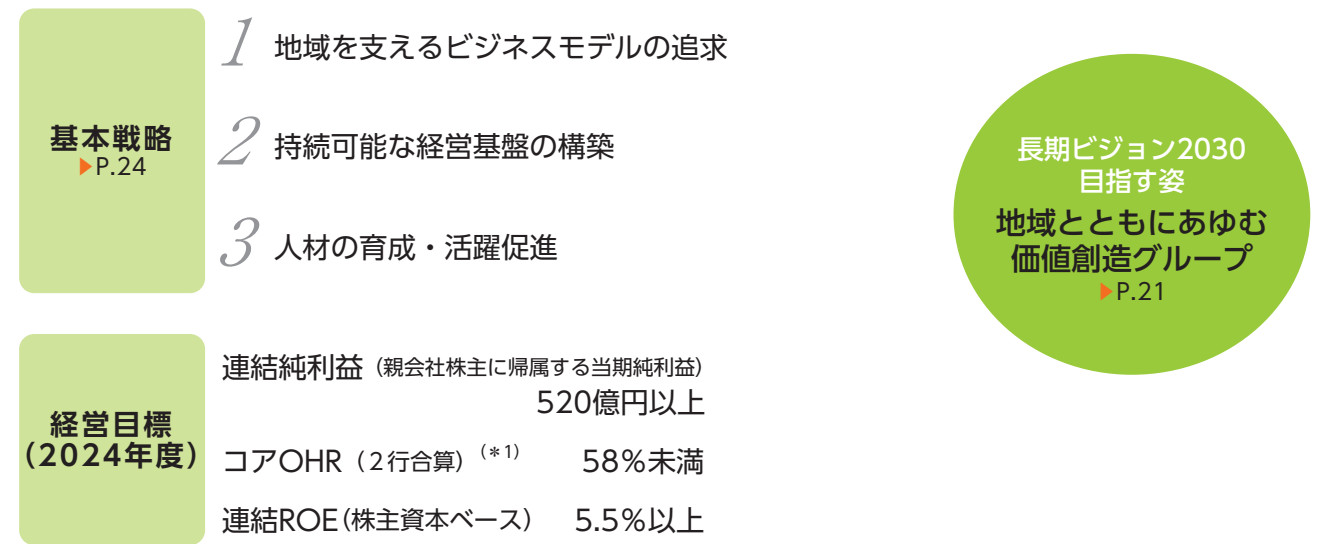 基本戦略
▶P.24
1 地域を支えるビジネスモデルの追求
2 持続可能な経営基盤の構築
3 人材の育成・活躍促進
長期ビジョン2030
目指す姿
地域とともにあゆむ
価値創造グループ
▶P.21
経営目標
(2024年度)
連結純利益（親会社株主に帰属する当期純利益）
520億円以上
コアOHR（2行合算）(＊1) 58％未満
連結ROE(株主資本ベース) 5.5％以上